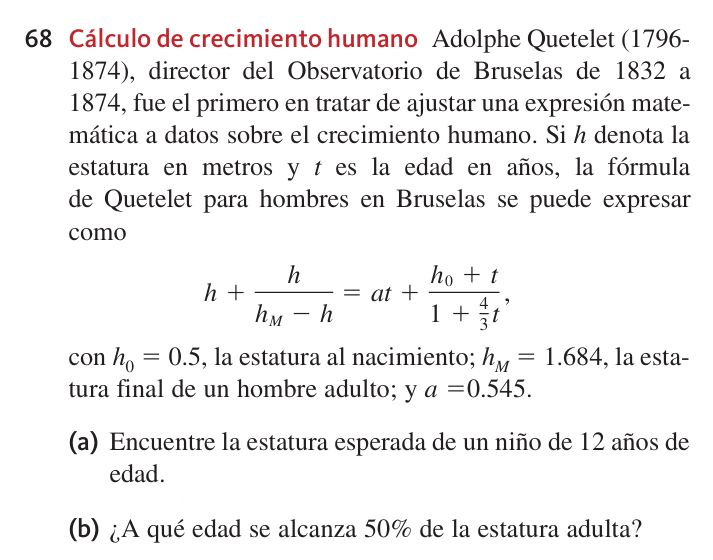 68 Cálculo de crecimiento humano Adolphe Quetelet (1796-
1874), director del Observatorio de Bruselas de 1832 a
1874, fue el primero en tratar de ajustar una expresión mate-
mática a datos sobre el crecimiento humano. Si h denota la
estatura en metros y t es la edad en años, la fórmula
de Quetelet para hombres en Bruselas se puede expresar
como
h + \frac{h}{h_M − h} = at + \frac{h_0 + t}{1 + \frac{4}{3}t},
con h_0 = 0.5, la estatura al nacimiento; h_M = 1.684, la esta-
tura final de un hombre adulto; y a =0.545.
(a) Encuentre la estatura esperada de un niño de 12 años de
edad.
(b) ¿A qué edad se alcanza 50% de la estatura adulta?